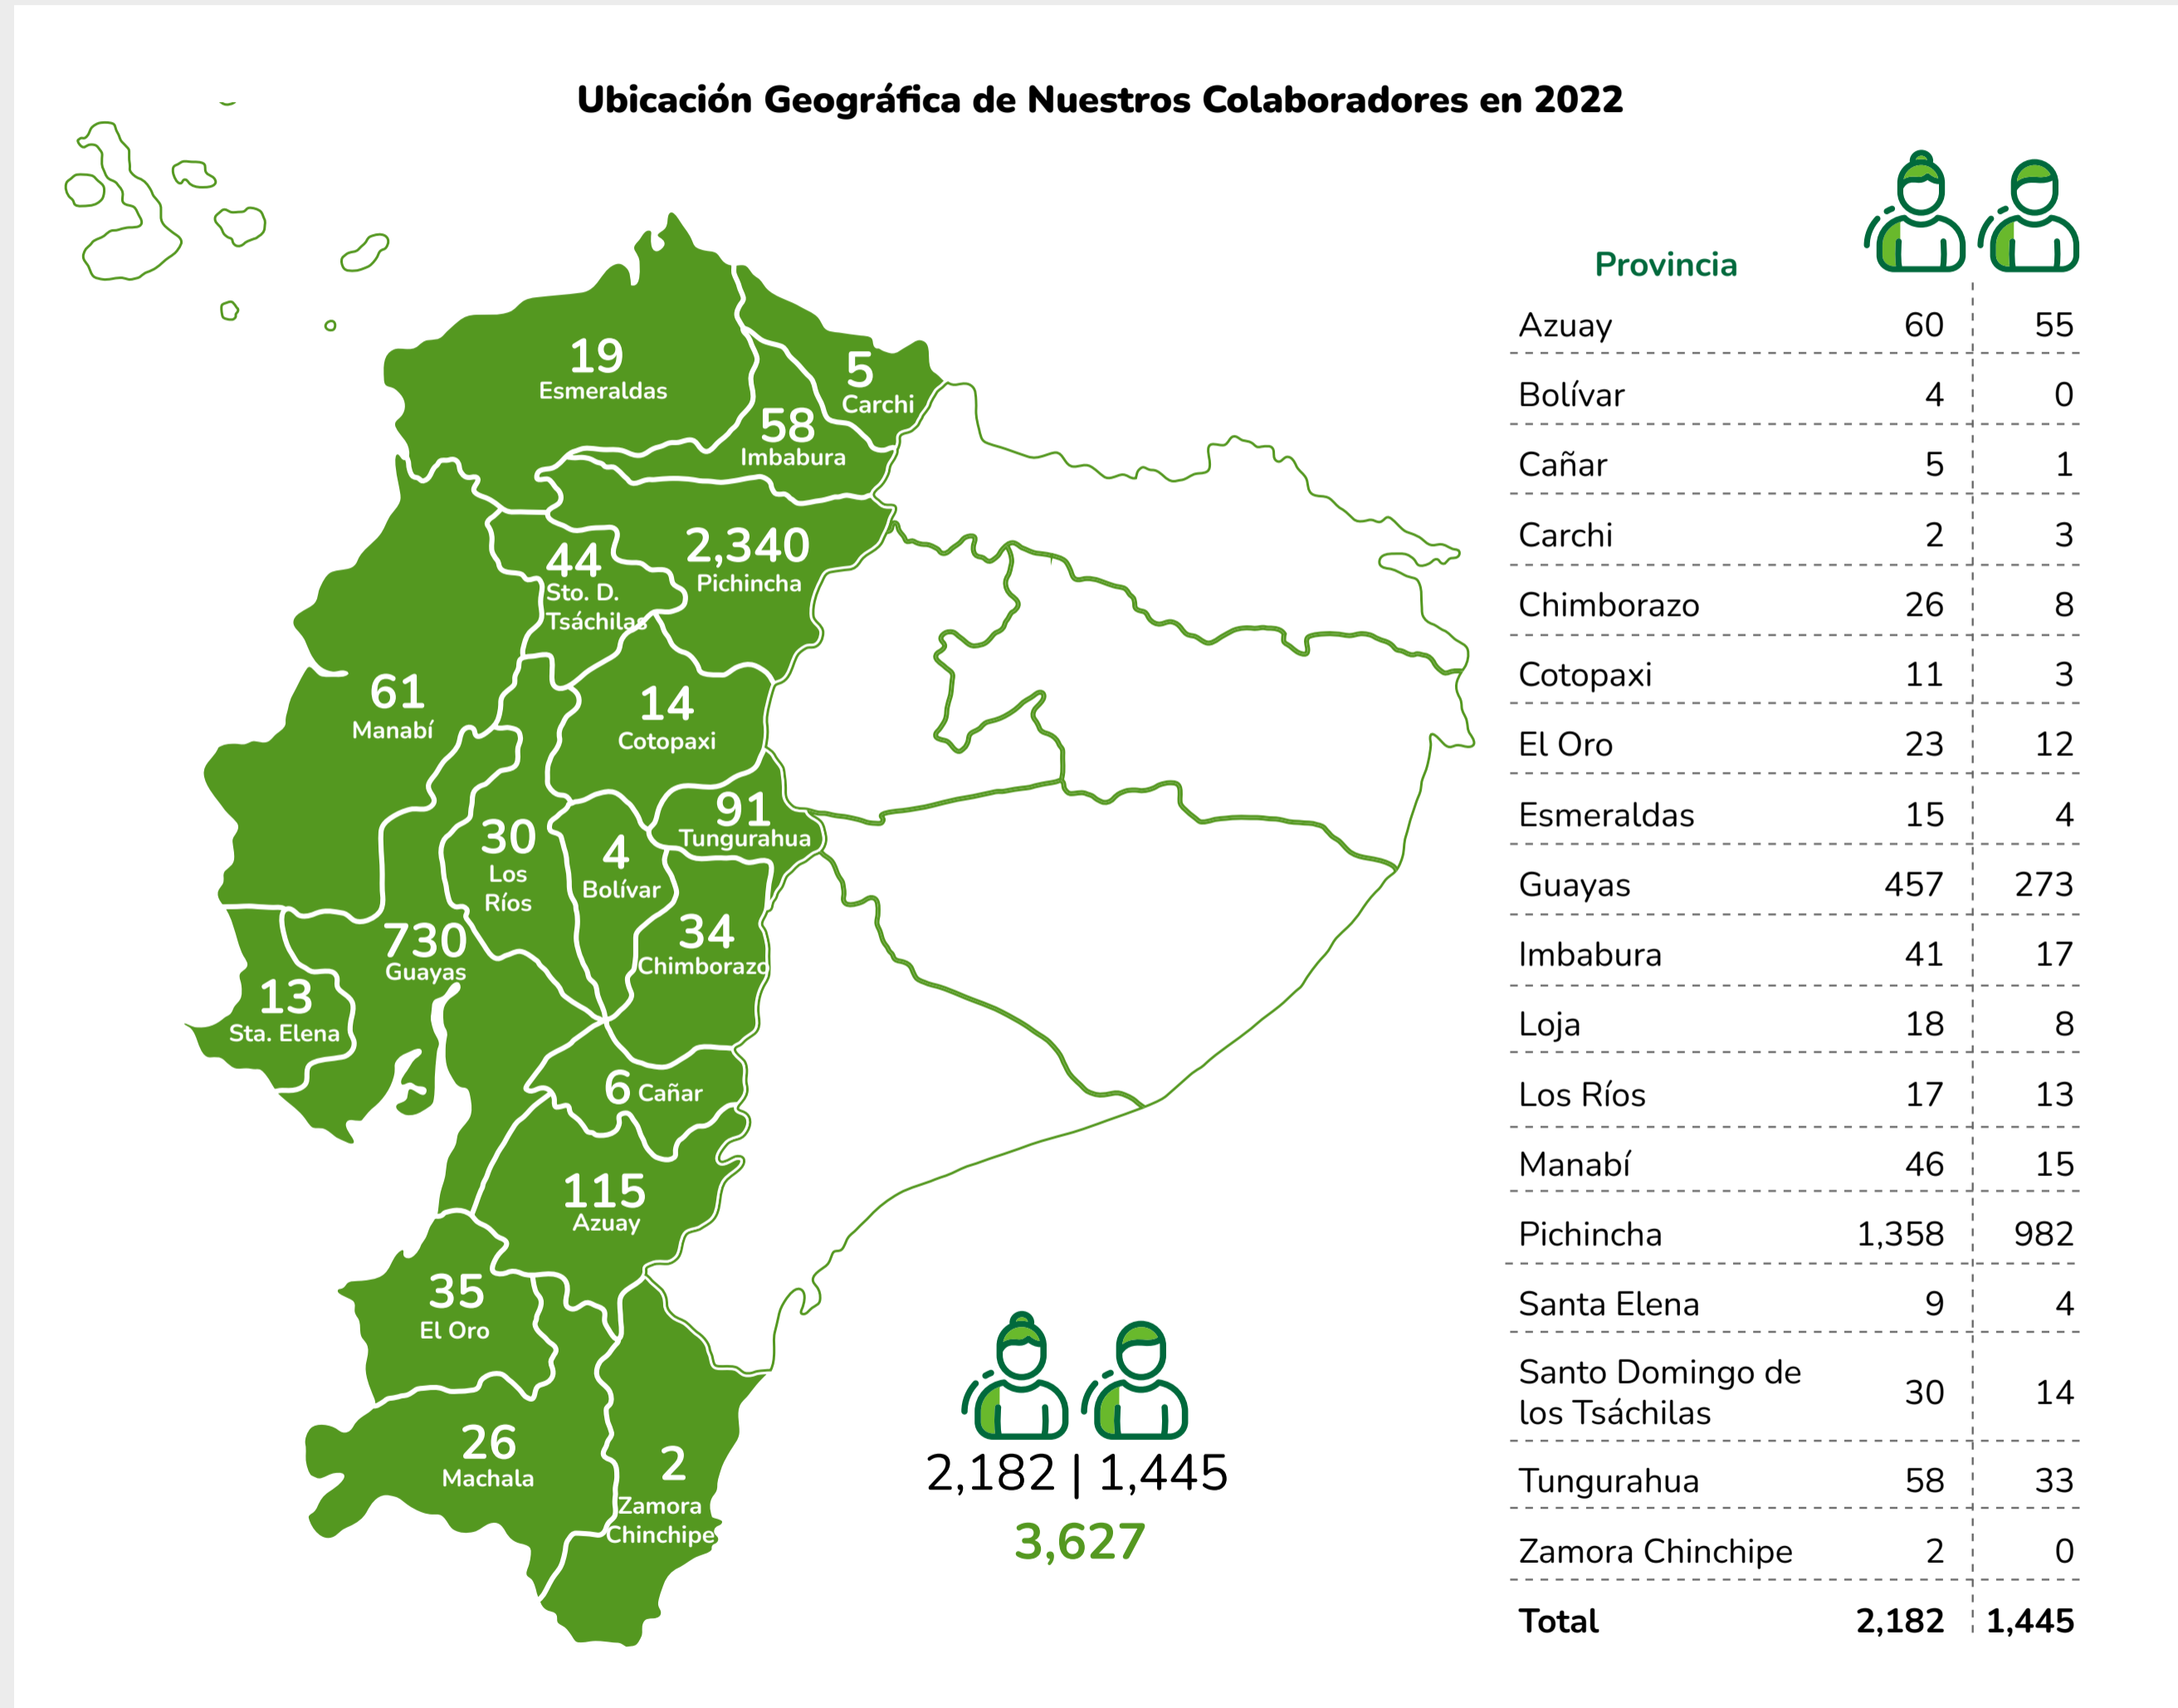 Ubicación Geográfica de Nuestros Colaboradores en 2022
19
Esmeraldas
5
Carchi
58
Imbabura
2,340
Pichincha
44
Sto. D.
Tsáchilas
61
Manabí
14
Cotopaxi
91
Tungurahua
30
Los
Ríos
4
Bolívar
34
Chimborazo
730
Guayas
13
Sta. Elena
6 Cañar
115
Azuay
35
El Oro
26
Machala
2
Zamora
Chinchipe
2,182 | 1,445
3,627
Provincia
Azuay 60 55
Bolívar 4 0
Cañar 5 1
Carchi 2 3
Chimborazo 26 8
Cotopaxi 11 3
El Oro 23 12
Esmeraldas 15 4
Guayas 457 273
Imbabura 41 17
Loja 18 8
Los Ríos 17 13
Manabí 46 15
Pichincha 1,358 982
Santa Elena 9 4
Santo Domingo de
los Tsáchilas 30 14
Tungurahua 58 33
Zamora Chinchipe 2 0
Total 2,182 1,445